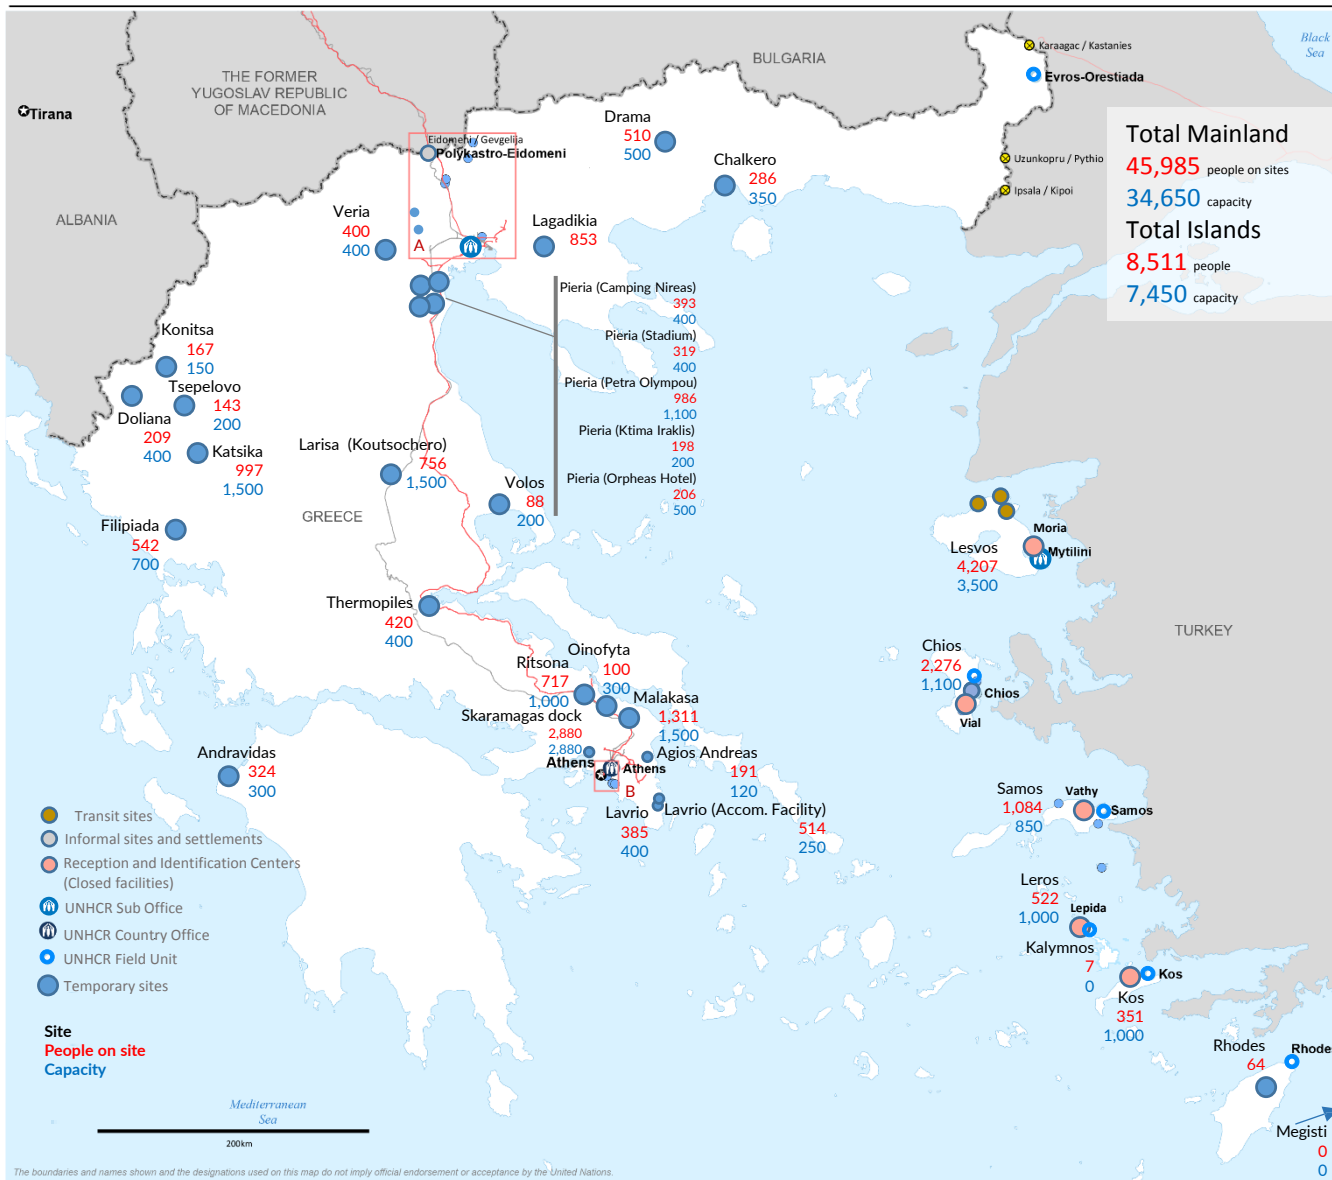 BULGARIA
Black
Sea
Karaagac / Kastanies
Evros-Orestiada
THE FORMER
YUGOSLAV REPUBLIC
OF MACEDONIA
Tirana
Total Mainland
45,985 people on sites
34,650 capacity
Total Islands
8,511 people
7,450 capacity
Drama
510
500
Eidomeni / Gevgelija
Polykastro-Eidomeni
Uzunkopru / Pythio
Chalkero
286
350
Ipsala / Kipoi
ALBANIA
Veria
400
400
A
Lagadikia
853
Pieria (Camping Nireas)
393
400
Pieria (Stadium)
319
400
Pieria (Petra Olympou)
986
1,100
Pieria (Ktima Iraklis)
198
200
Pieria (Orpheas Hotel)
206
500
Konitsa
167
150
Tsepelovo
143
200
Doliana
209
400
Katsika
997
1,500
Larisa (Koutsochero)
756
1,500
Volos
88
200
GREECE
Filipiada
542
700
Moria
Mytilini
Lesvos
4,207
3,500
Thermopiles
420
400
TURKEY
Chios
2,276
1,100
Chios
Vial
Oinofyta
100
300
Ritsona
717
1,000
Malakasa
1,311
1,500
Skaramagas dock
2,880
2,880
Athens
Athens
B
Agios Andreas
191
120
Andravidas
324
300
Lavrio
385
400
Lavrio (Accom. Facility)
514
250
Samos
1,084
850
Vathy
Samos
Leros
522
1,000
Lepida
Kalymnos
7
0
Kos
Kos
351
1,000
Rhodes
64
Rhode
Megisti
0
0
Transit sites
Informal sites and settlements
Reception and Identification Centers
(Closed facilities)
UNHCR Sub Office
UNHCR Country Office
UNHCR Field Unit
Temporary sites
Site
People on site
Capacity
Mediterranean
Sea
200km
The boundaries and names shown and the designations used on this map do not imply official endorsement or acceptance by the United Nations.